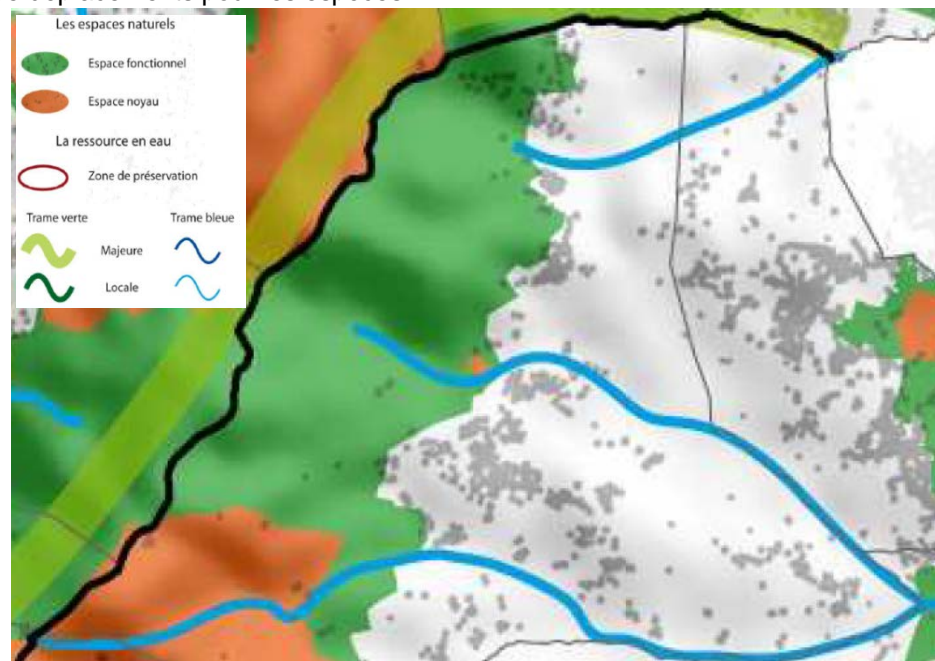 Les espaces naturels
Espace fonctionnel
Espace noyau
La ressource en eau
Zone de préservation
Trame verte
Trame bleue
Majeure
Locale